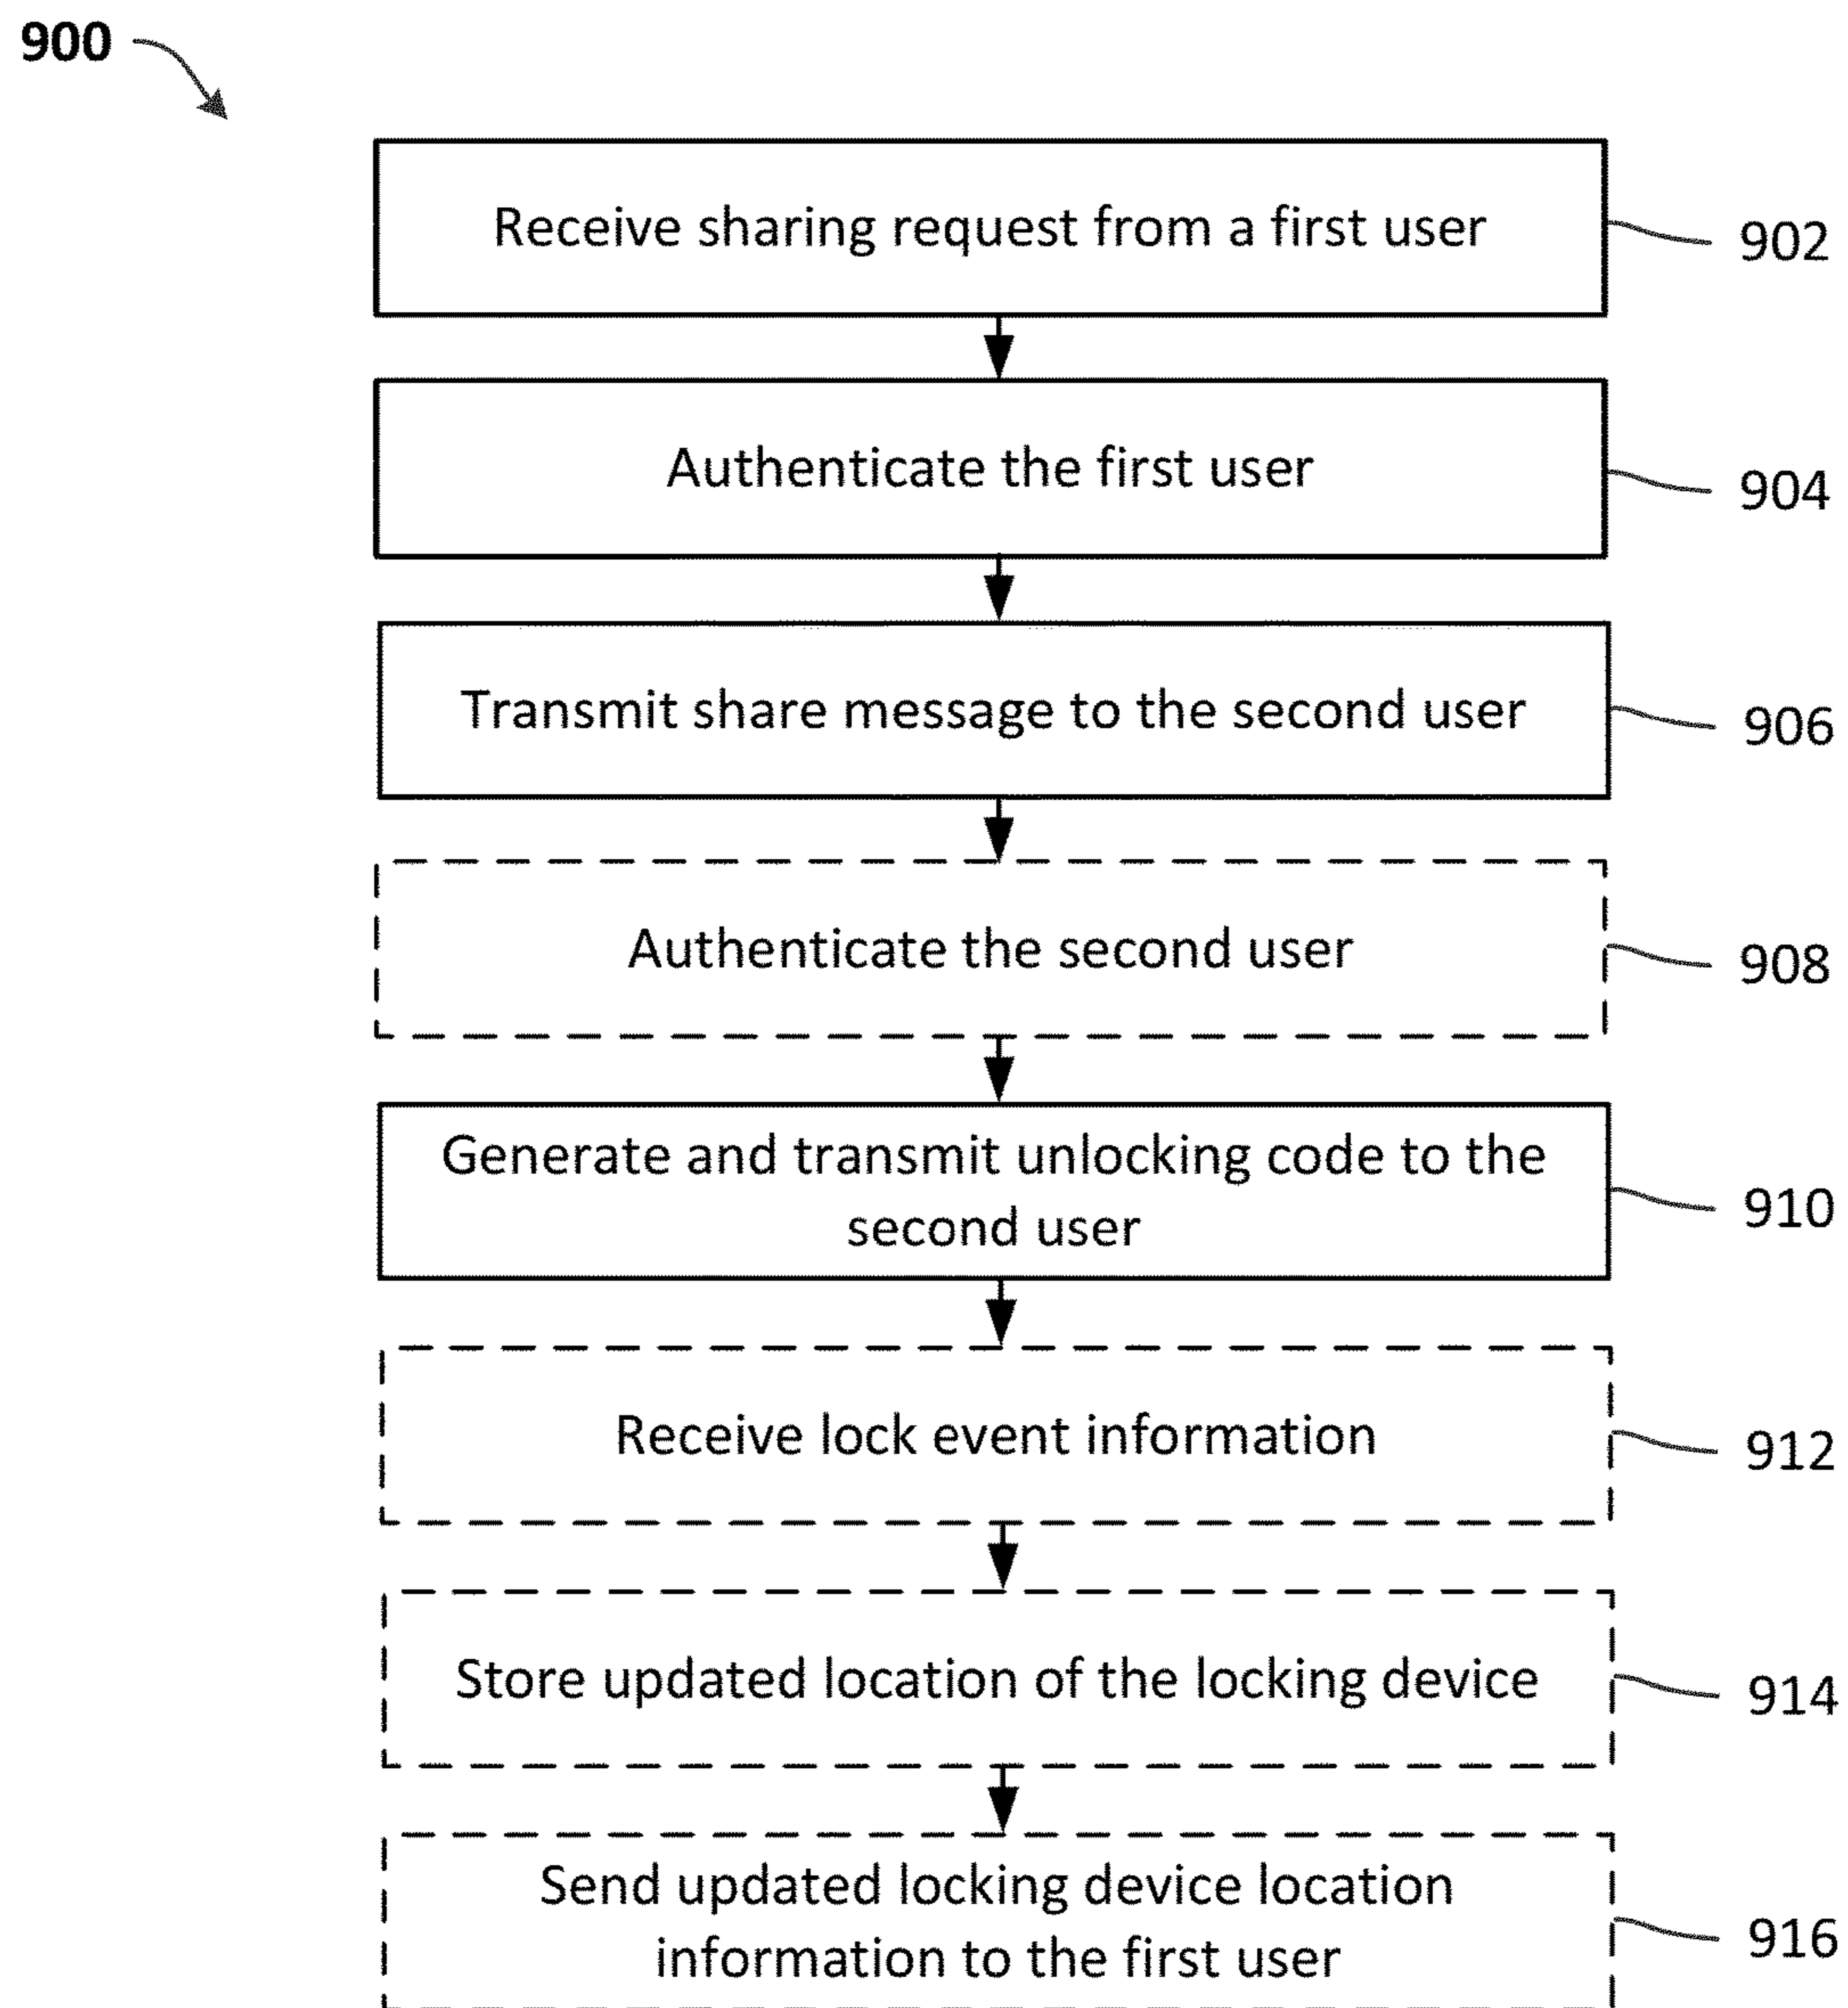 900
Receive sharing request from a first user
902
Authenticate the first user
904
Transmit share message to the second user
906
Authenticate the second user
908
Generate and transmit unlocking code to the
second user
910
Receive lock event information
912
Store updated location of the locking device
914
Send updated locking device location
information to the first user
916